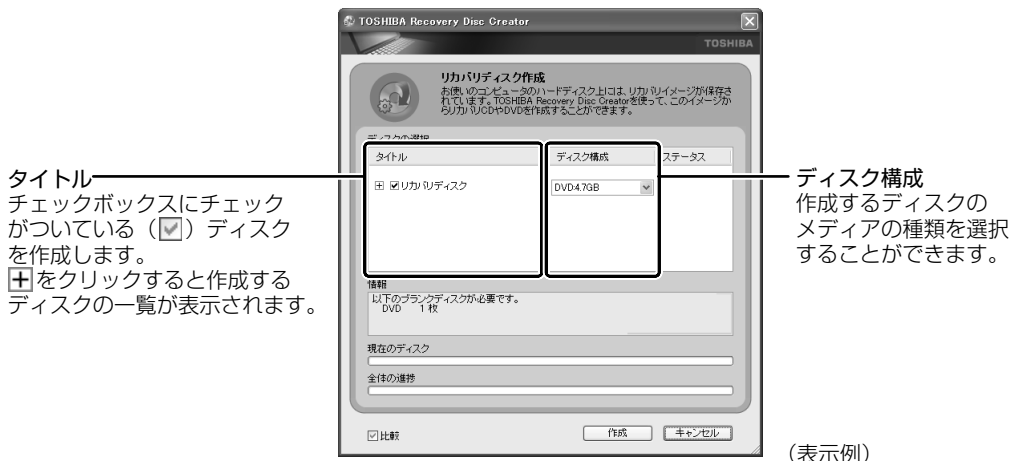 TOSHIBA Recovery Disc Creator
TOSHIBA
リカバリディスク作成
お使いのコンピュータのハードディスク上には、リカバリイメージが保存さ
れています。TOSHIBA Recovery Disc Creatorを使って、このイメージか
らリカバリCDやDVDを作成することができます。
ディスクの選択
タイトル
ディスク構成
ステータス
リカバリディスク
DVD:4.7GB
情報
以下のブランクディスクが必要です。
DVD 1 枚
現在のディスク
全体の進捗
比較
作成
キャンセル
タイトル
チェックボックスにチェック
がついている（☑）ディスク
を作成します。
⊞をクリックすると作成する
ディスクの一覧が表示されます。
ディスク構成
作成するディスクの
メディアの種類を選択
することができます。
（表示例）